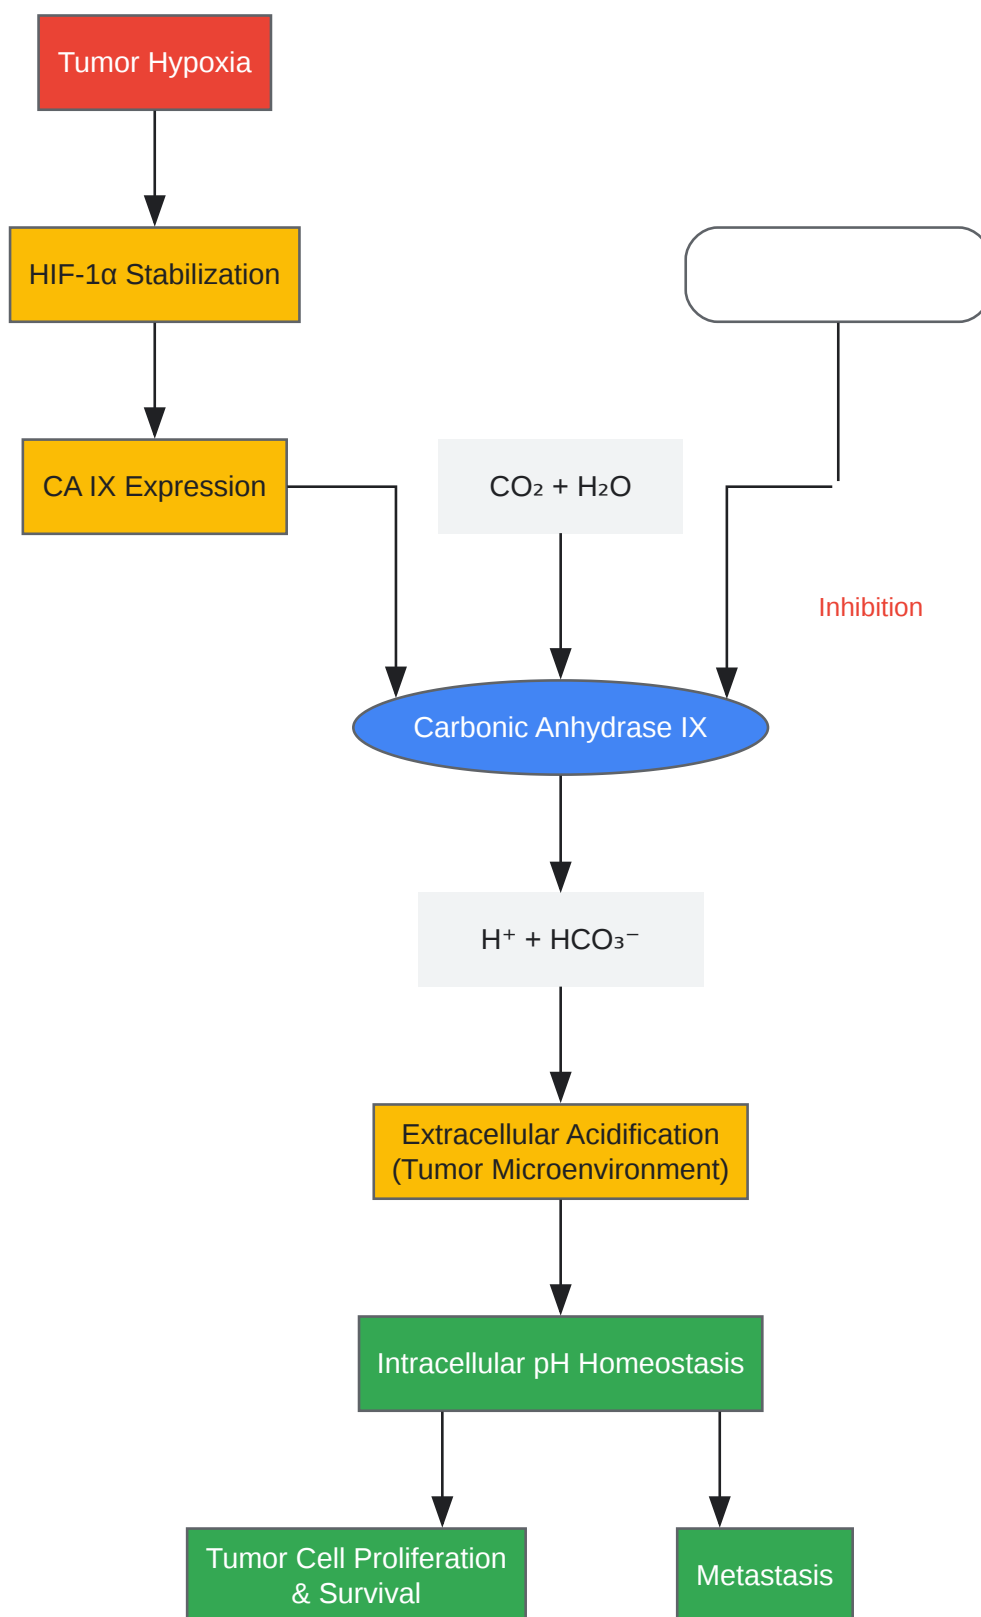 Tumor Hypoxia
HIF-1α Stabilization
CA IX Expression
CO₂ + H₂O
Inhibition
Carbonic Anhydrase IX
H⁺ + HCO₃⁻
Extracellular Acidification
(Tumor Microenvironment)
Intracellular pH Homeostasis
Tumor Cell Proliferation
& Survival
Metastasis